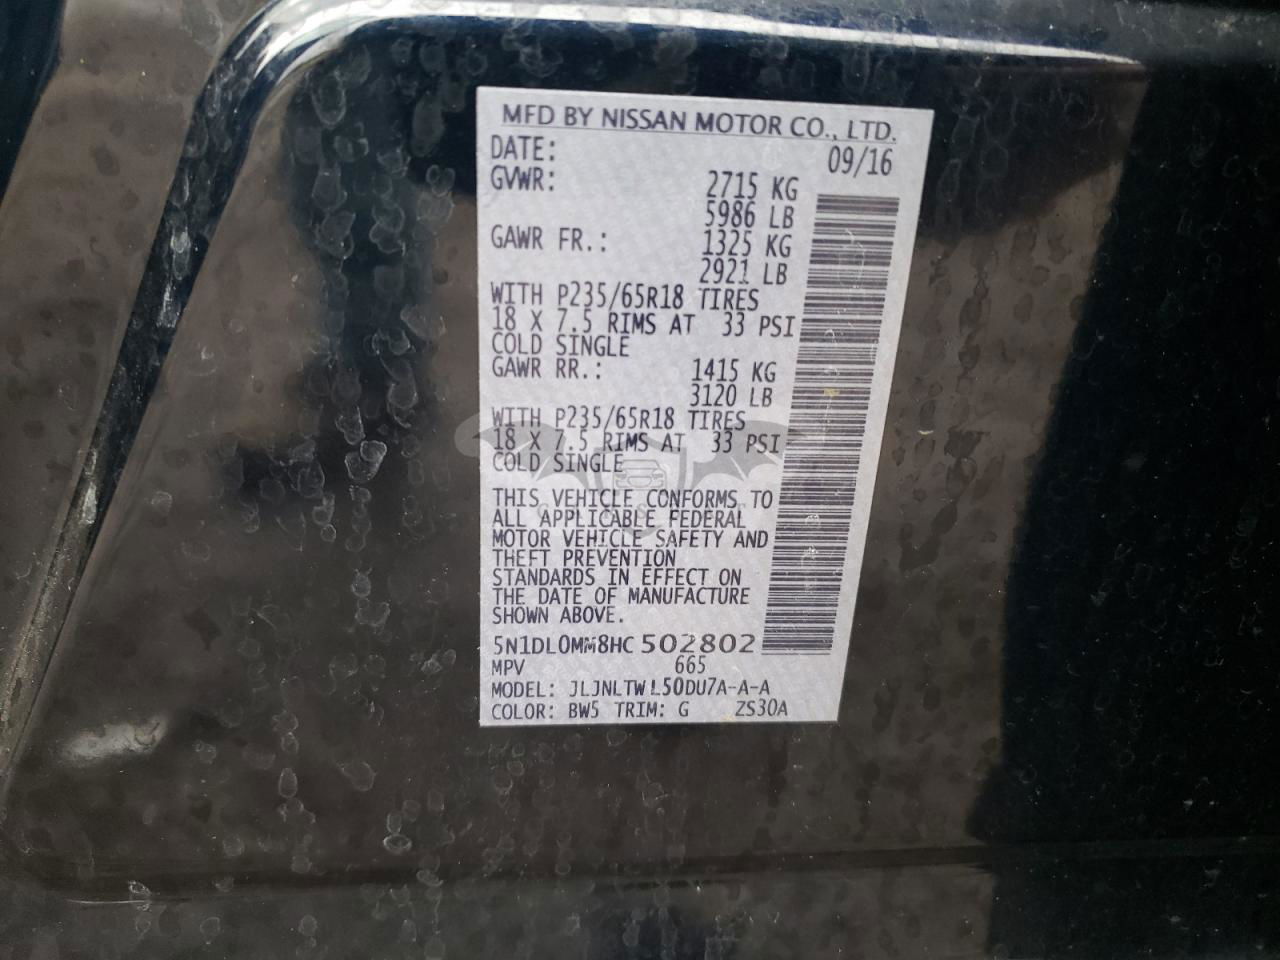 MFD BY NISSAN MOTOR CO., LTD.
DATE: 09/16
GVWR: 2715 KG
5986 LB
GAWR FR.: 1325 KG
2921 LB
WITH P235/65R18 TIRES
18 X 7.5 RIMS AT 33 PSI
COLD SINGLE
GAWR RR.: 1415 KG
3120 LB
WITH P235/65R18 TIRES
18 X 7.5 RIMS AT 33 PSI
COLD SINGLE
THIS VEHICLE CONFORMS TO
ALL APPLICABLE FEDERAL
MOTOR VEHICLE SAFETY AND
THEFT PREVENTION
STANDARDS IN EFFECT ON
THE DATE OF MANUFACTURE
SHOWN ABOVE.
5N1DL0MM8HC 502802
MPV 665
MODEL: JLJNLTW L50DU7A-A-A
COLOR: BW5 TRIM: G ZS30A